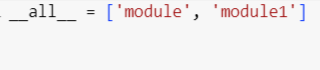 __all__ = ['module', 'module1']